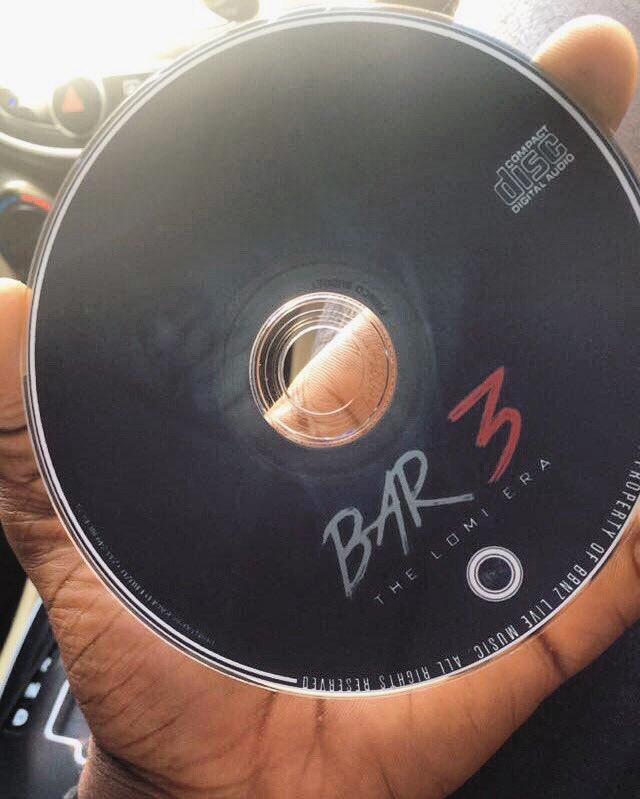 COMPACT
disc
DIGITAL AUDIO
BAR 3
THE LOMI ERA
PROPERTY OF BBNZ LIVE MUSIC. ALL RIGHTS RESERVED